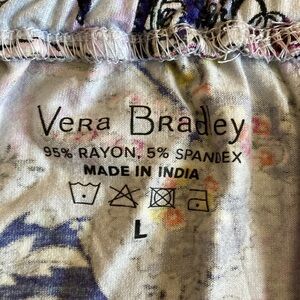 Vera Bradley
95% RAYON, 5% SPANDEX
MADE IN INDIA
L